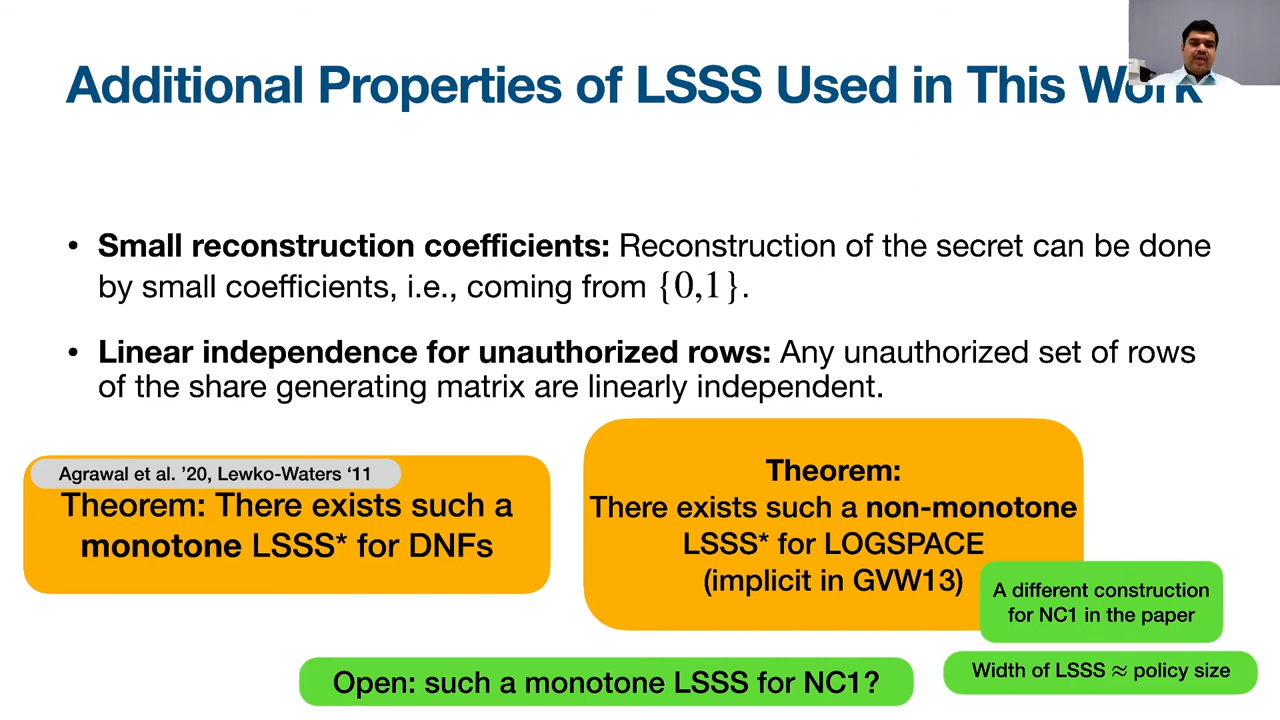 Additional Properties of LSSS Used in This Work
• Small reconstruction coefficients: Reconstruction of the secret can be done
by small coefficients, i.e., coming from {0,1}.
• Linear independence for unauthorized rows: Any unauthorized set of rows
of the share generating matrix are linearly independent.
Agrawal et al. ’20, Lewko-Waters ‘11
Theorem: There exists such a
monotone LSSS* for DNFs
Theorem:
There exists such a non-monotone
LSSS* for LOGSPACE
(implicit in GVW13)
A different construction
for NC1 in the paper
Width of LSSS ≈ policy size
Open: such a monotone LSSS for NC1?